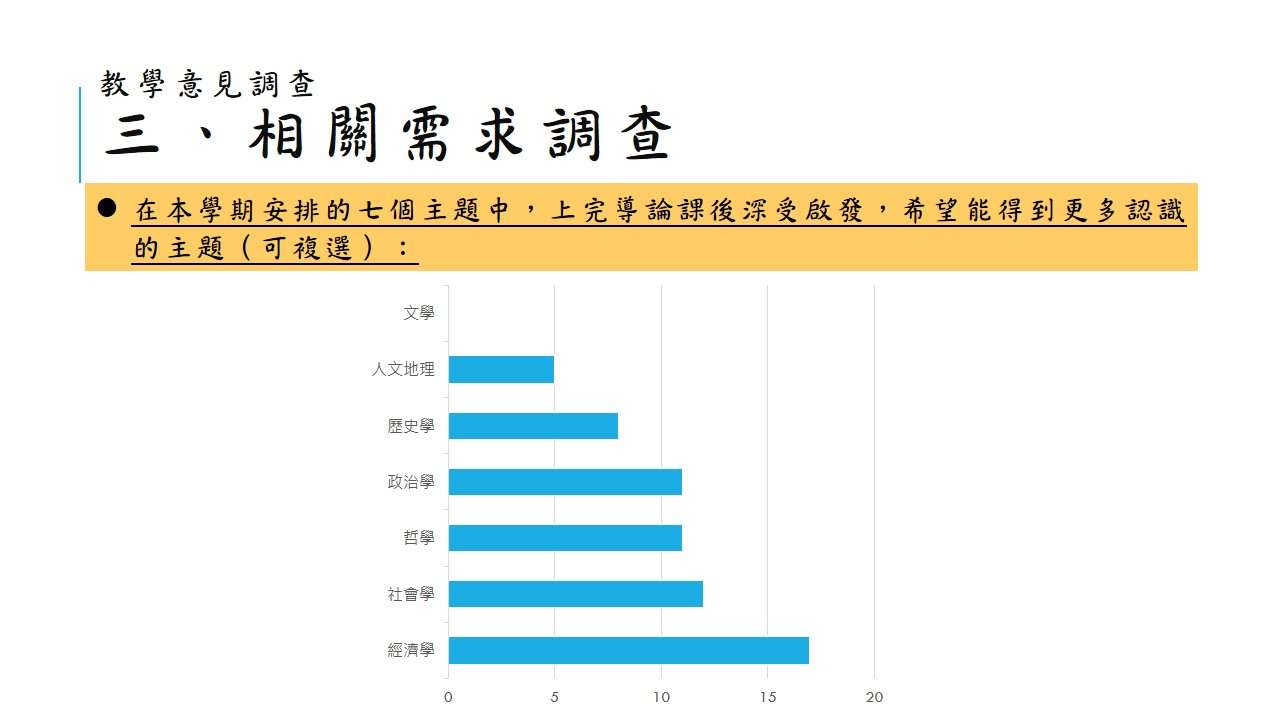 教學意見調查
三、相關需求調查
● 在本學期安排的七個主題中，上完導論課後深受啟發，希望能得到更多認識
的主題（可複選）：
文學
人文地理
歷史學
政治學
哲學
社會學
經濟學
0 5 10 15 20